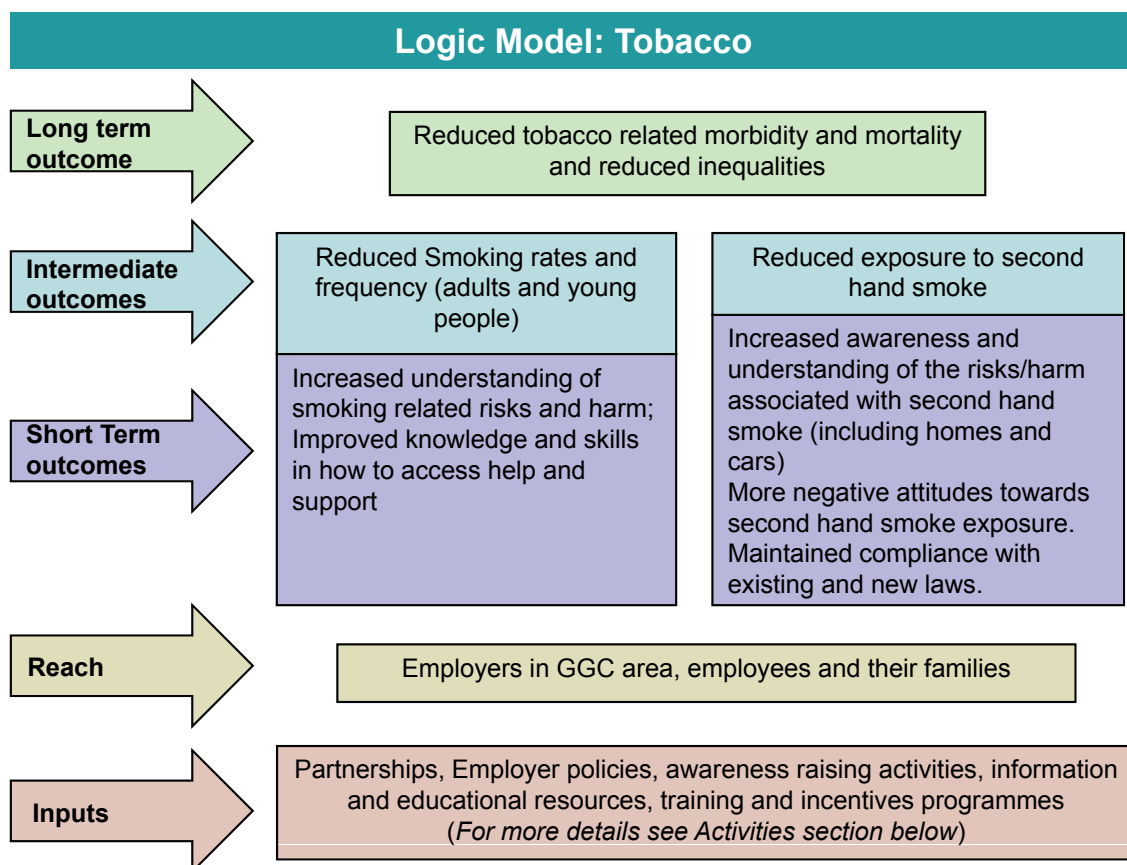 Logic Model: Tobacco
Long term
outcome
Reduced tobacco related morbidity and mortality
and reduced inequalities
Intermediate
outcomes
Reduced Smoking rates and
frequency (adults and young
people)
Reduced exposure to second
hand smoke
Short Term
outcomes
Increased understanding of
smoking related risks and harm;
Improved knowledge and skills
in how to access help and
support
Increased awareness and
understanding of the risks/harm
associated with second hand
smoke (including homes and
cars)
More negative attitudes towards
second hand smoke exposure.
Maintained compliance with
existing and new laws.
Reach
Employers in GGC area, employees and their families
Inputs
Partnerships, Employer policies, awareness raising activities, information
and educational resources, training and incentives programmes
(For more details see Activities section below)